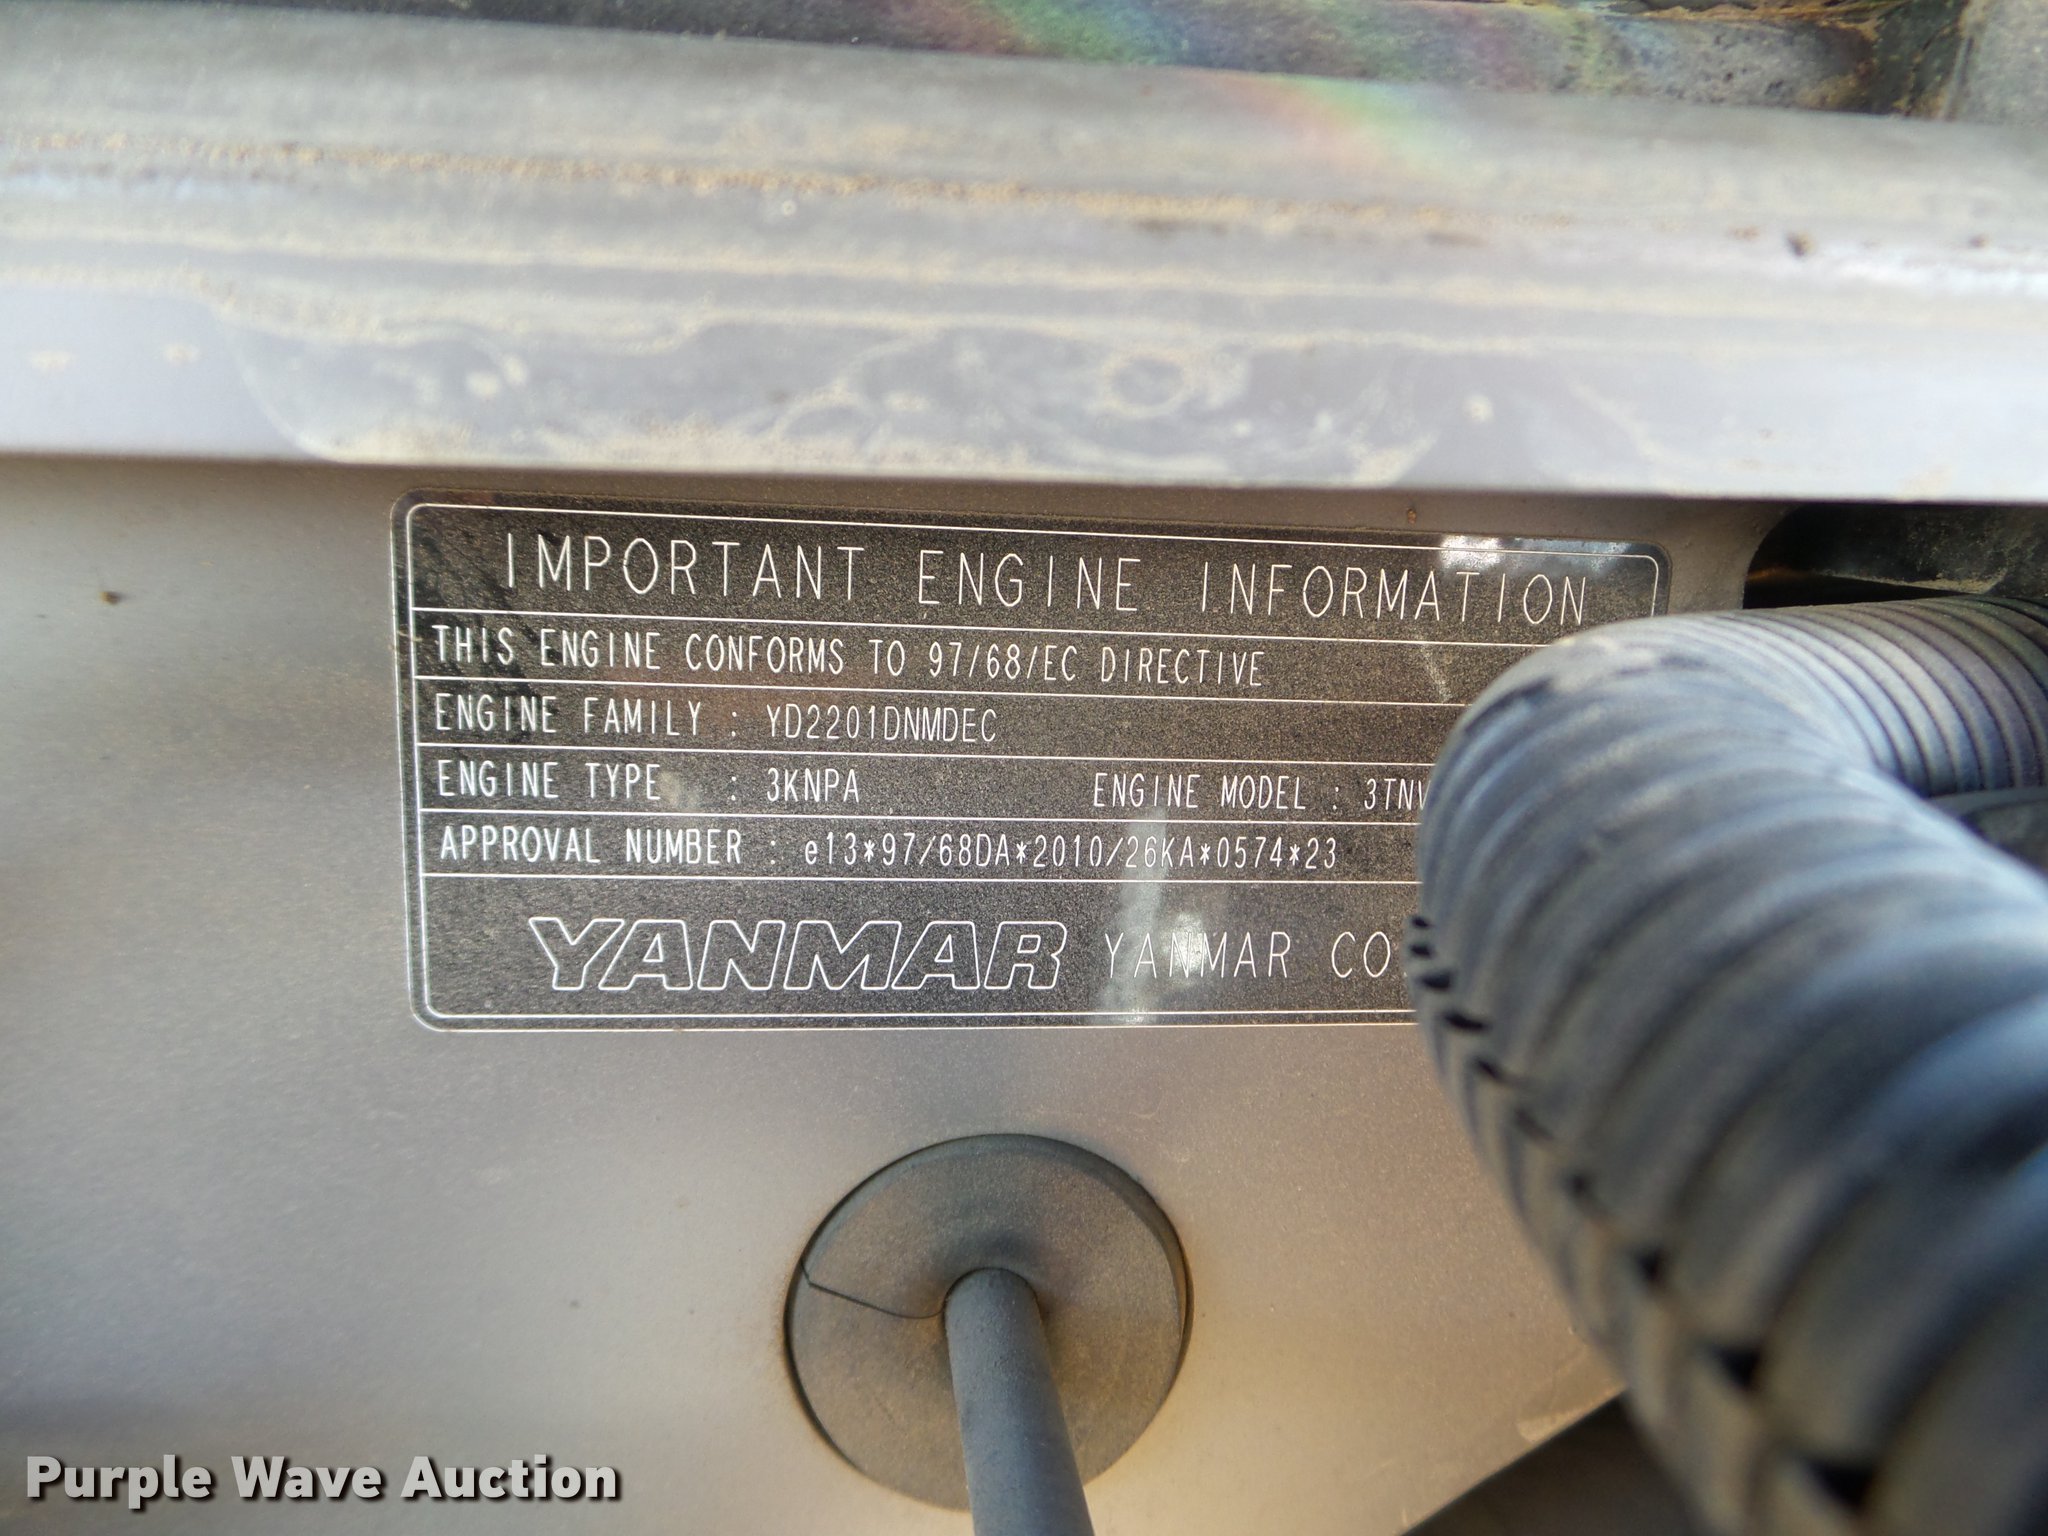 IMPORTANT ENGINE INFORMATION
THIS ENGINE CONFORMS TO 97/68/EC DIRECTIVE
ENGINE FAMILY : YD2201DNMDEC
ENGINE TYPE : 3KNPA ENGINE MODEL : 3TNV
APPROVAL NUMBER : e13*97/68DA*2010/26KA*0574*23
YANMAR YANMAR CO.
Purple Wave Auction